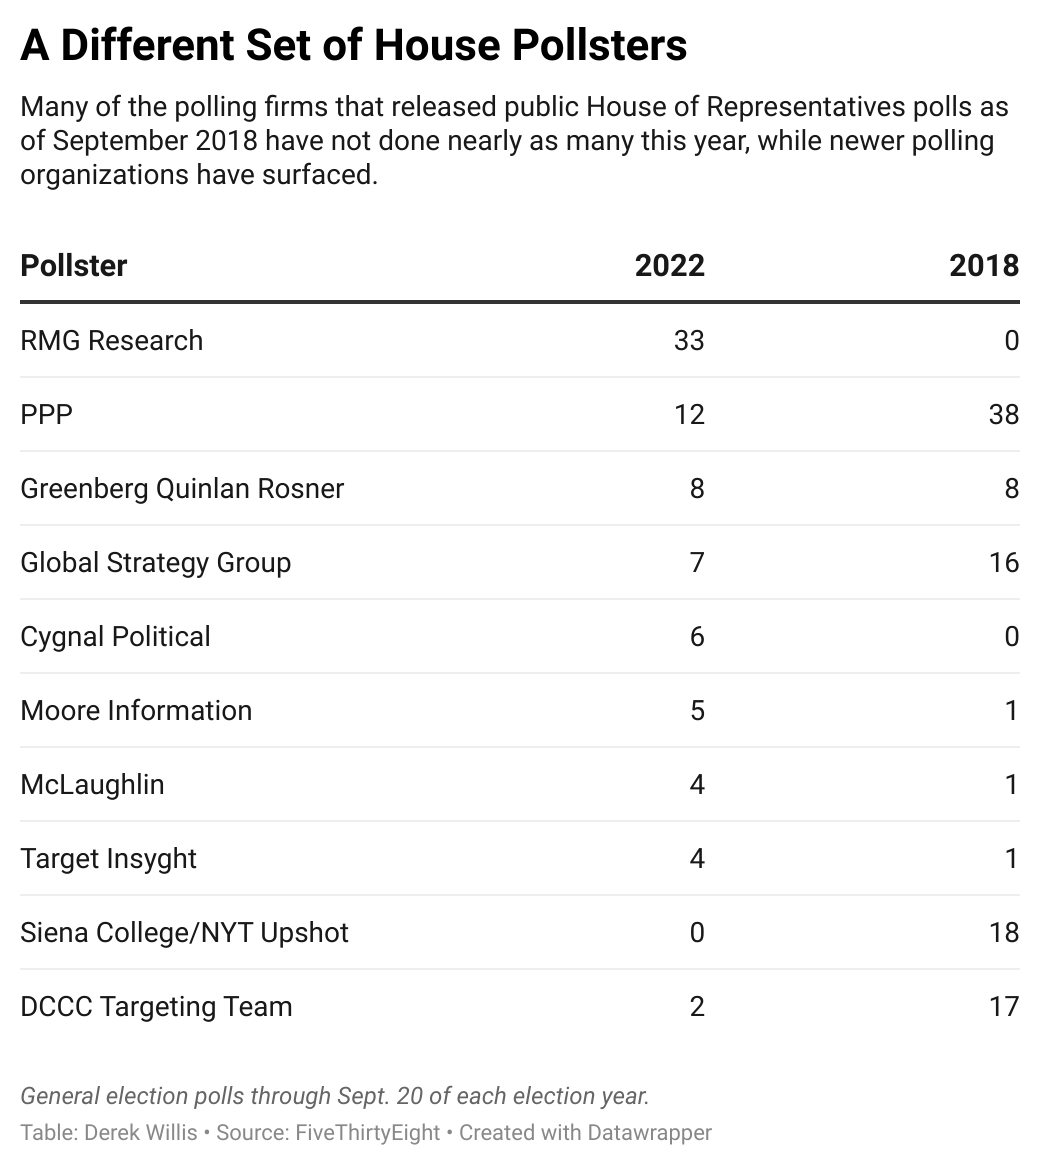 A Different Set of House Pollsters
Many of the polling firms that released public House of Representatives polls as
of September 2018 have not done nearly as many this year, while newer polling
organizations have surfaced.
Pollster 2022 2018
RMG Research 33 0
PPP 12 38
Greenberg Quinlan Rosner 8 8
Global Strategy Group 7 16
Cygnal Political 6 0
Moore Information 5 1
McLaughlin 4 1
Target Insyght 4 1
Siena College/NYT Upshot 0 18
DCCC Targeting Team 2 17
General election polls through Sept. 20 of each election year.
Table: Derek Willis • Source: FiveThirtyEight • Created with Datawrapper